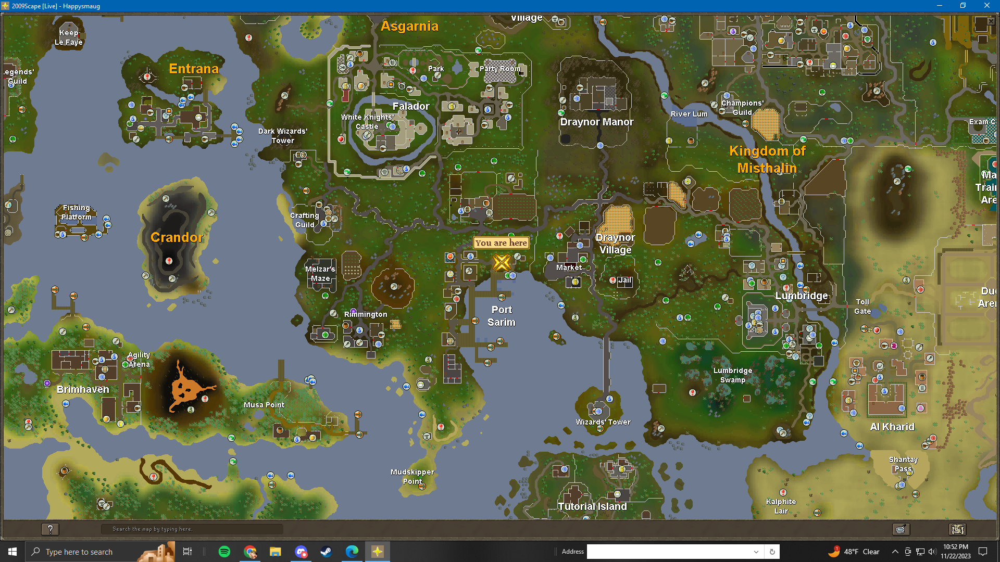 2009Scape [Live] - Happysmaug
Village
Asgarnia
Keep
Le Faye
Entrana
Park
Party Room
Guild
Falador
White Knights'
Castle
Dark Wizards'
Tower
Draynor Manor
River Lum
Champions'
Guild
Exam C
Kingdom of
Misthalin
Ma
Train
Are
Fishing
Platform
Crandor
Crafting
Guild
You are here
Draynor
Village
Market
Jail
Melzar's
Maze
Rimmington
Port
Sarim
Lumbridge
Toll
Gate
Du
Aren
Agility
Arena
Brimhaven
Musa Point
Lumbridge
Swamp
Wizards' Tower
Al Kharid
Mudskipper
Point
Shantay
Pass
Tutorial Island
Kalphite
Lair
?
Search the map by typing here.
Type here to search
Address
1
48°F Clear
10:52 PM
11/22/2023